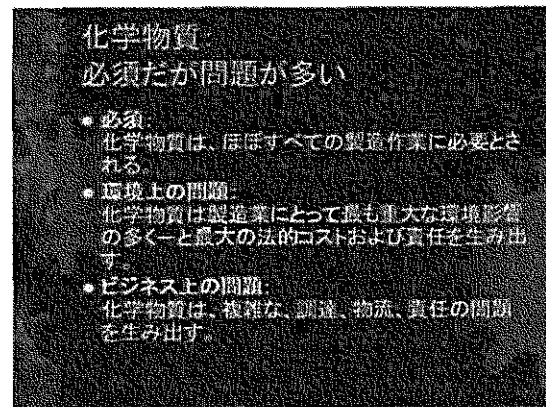 化学物質:
必須だが問題が多い
● 必須:
化学物質は、ほぼすべての製造作業に必要とさ
れる。
● 環境上の問題:
化学物質は製造業にとって最も重大な環境影響
の多くーと最大の法的コストおよび責任を生み出
す。
● ビジネス上の問題:
化学物質は、複雑な、調達、物流、責任の問題
を生み出す。